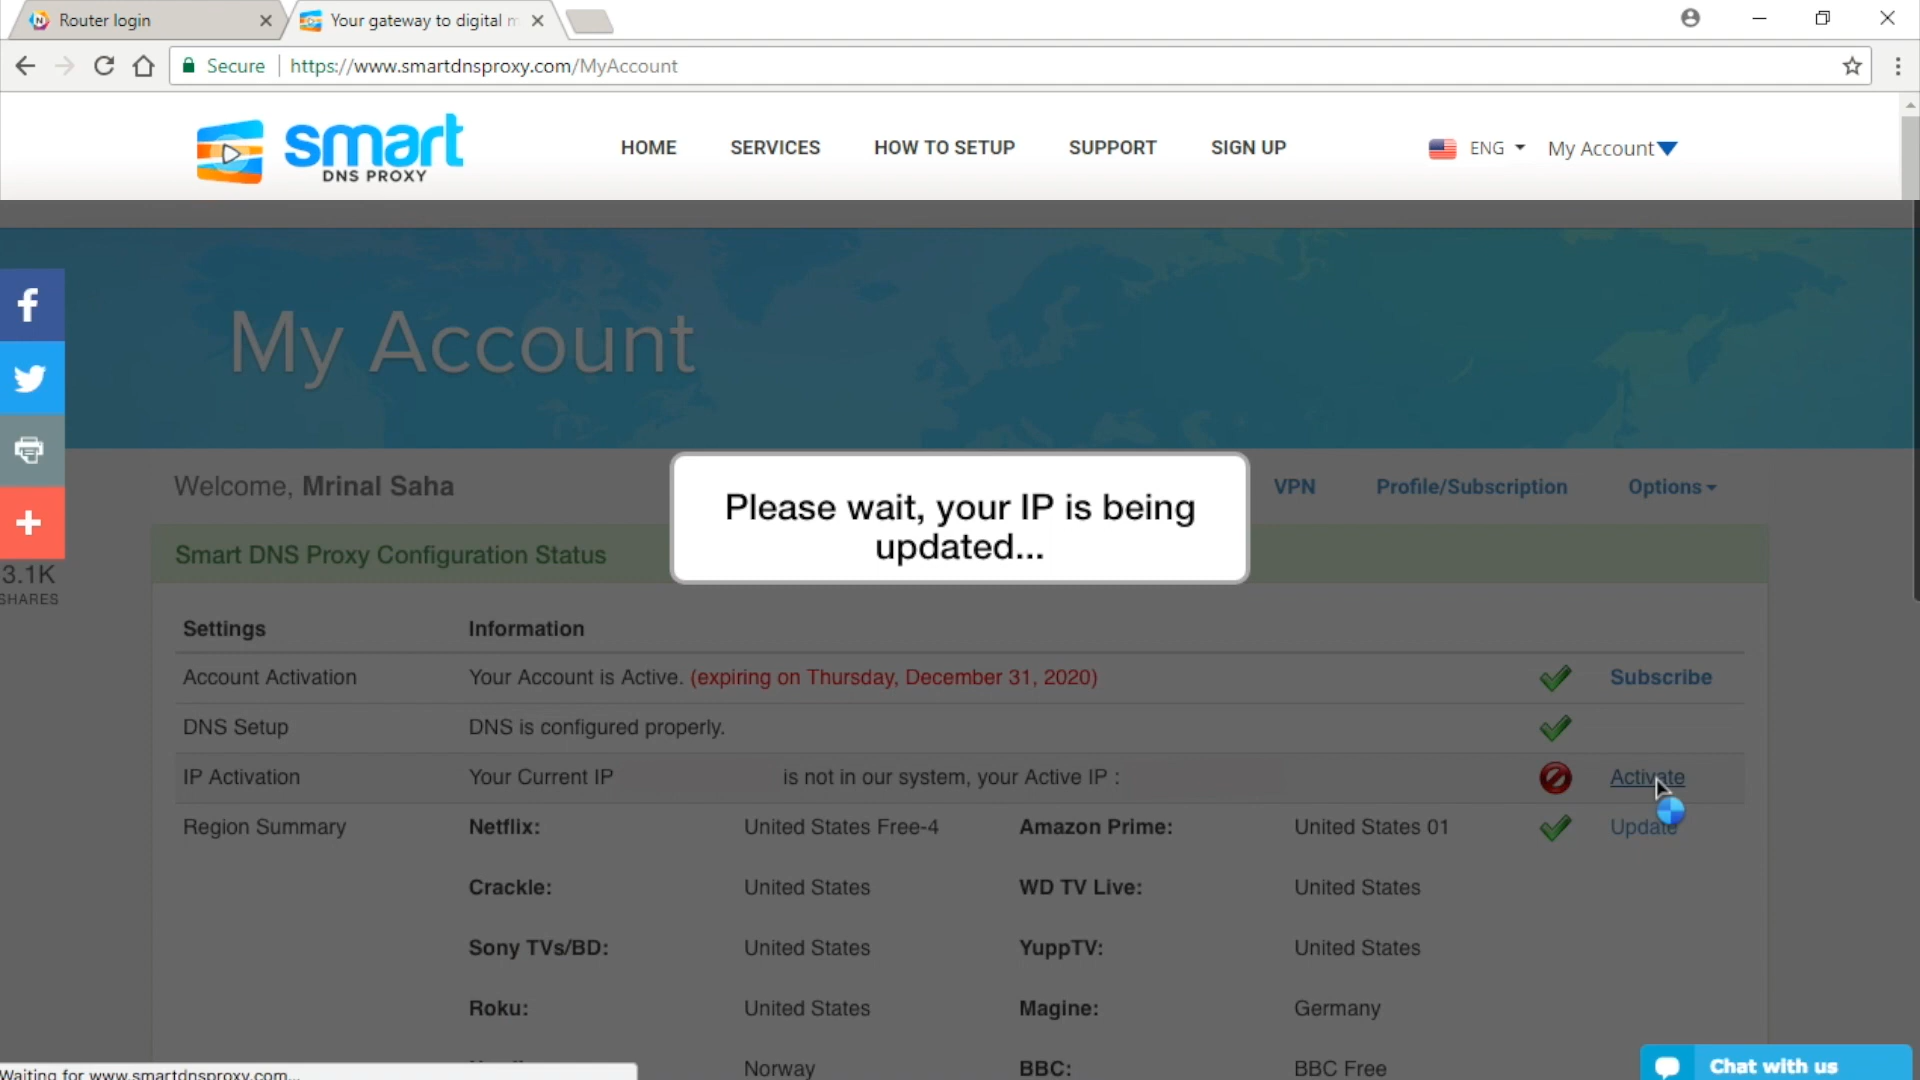 Router login
Your gateway to digital m
Secure
https://www.smartdnsproxy.com/MyAccount
smart
DNS PROXY
HOME SERVICES HOW TO SETUP SUPPORT SIGN UP
ENG My Account
My Account
Welcome, Mrinal Saha
VPN Profile/Subscription Options
Please wait, your IP is being
updated...
Smart DNS Proxy Configuration Status
3.1K
SHARES
Settings Information
Account Activation Your Account is Active. (expiring on Thursday, December 31, 2020) Subscribe
DNS Setup DNS is configured properly.
IP Activation Your Current IP is not in our system, your Active IP : Activate
Region Summary Netflix: United States Free-4 Amazon Prime: United States 01 Update
Crackle: United States WD TV Live: United States
Sony TVs/BD: United States YuppTV: United States
Roku: United States Magine: Germany
Norway BBC: BBC Free
Waiting for www.smartdnsproxy.com...
Chat with us